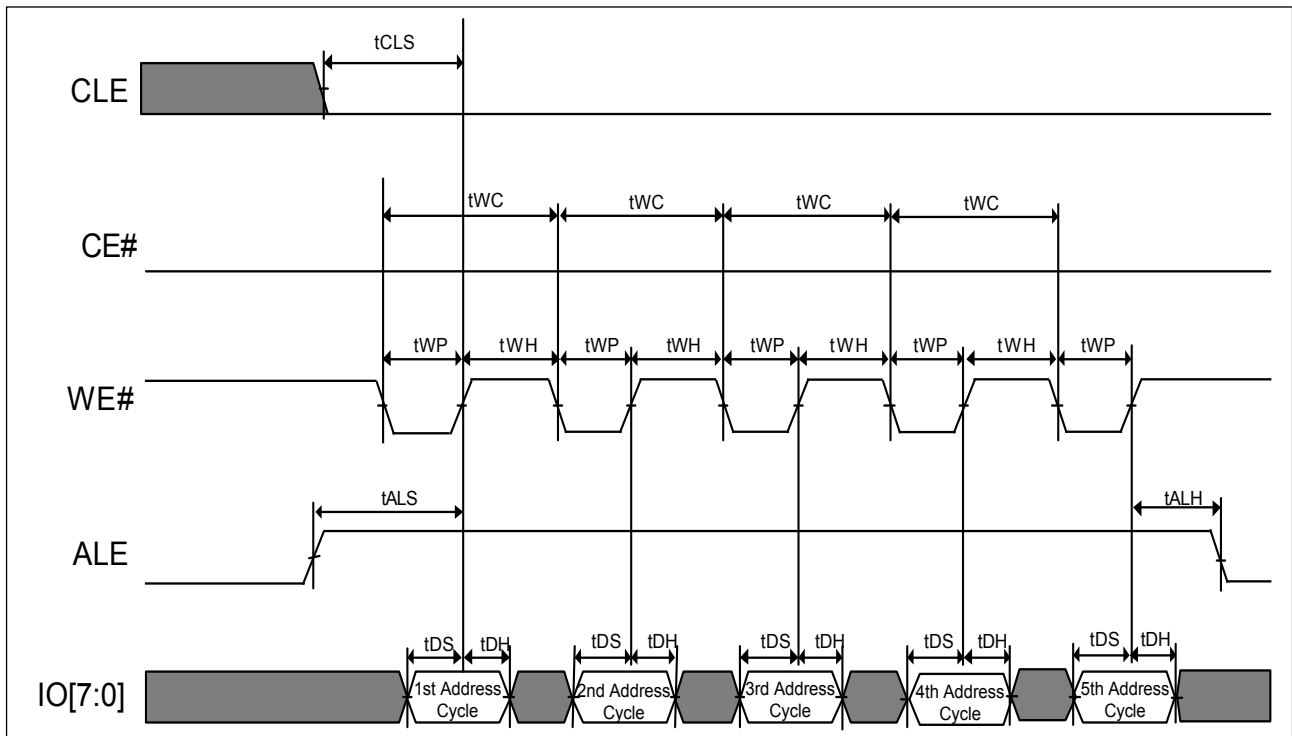 tCLS
CLE
tWC tWC tWC tWC
CE#
tWP tWH tWP tWH tWP tWH tWP tWH tWP
WE#
tALS tALH
ALE
tDS tDH tDS tDH tDS tDH tDS tDH tDS tDH
IO[7:0] 1st Address 2nd Address 3rd Address 4th Address 5th Address
Cycle Cycle Cycle Cycle Cycle